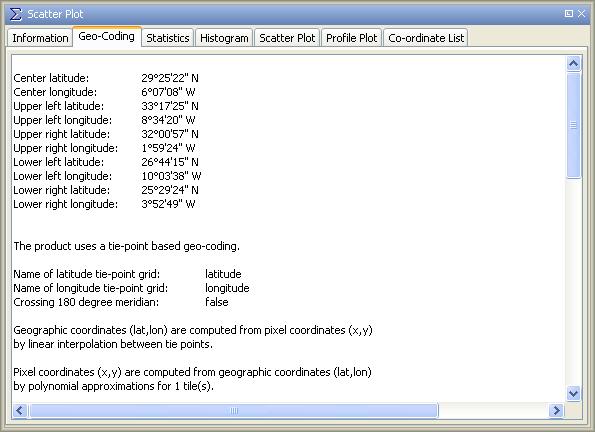 Scatter Plot
Information Geo-Coding Statistics Histogram Scatter Plot Profile Plot Co-ordinate List
Center latitude: 29°25'22" N
Center longitude: 6°07'08" W
Upper left latitude: 33°17'25" N
Upper left longitude: 8°34'20" W
Upper right latitude: 32°00'57" N
Upper right longitude: 1°59'24" W
Lower left latitude: 26°44'15" N
Lower left longitude: 10°03'38" W
Lower right latitude: 25°29'24" N
Lower right longitude: 3°52'49" W
The product uses a tie-point based geo-coding.
Name of latitude tie-point grid: latitude
Name of longitude tie-point grid: longitude
Crossing 180 degree meridian: false
Geographic coordinates (lat,lon) are computed from pixel coordinates (x,y)
by linear interpolation between tie points.
Pixel coordinates (x,y) are computed from geographic coordinates (lat,lon)
by polynomial approximations for 1 tile(s).